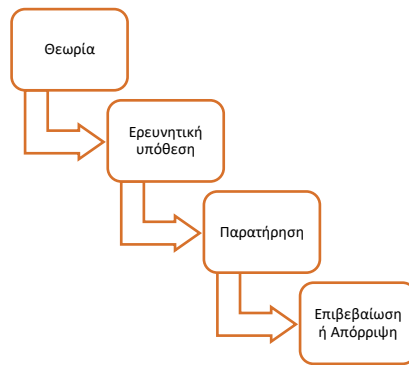 Θεωρία
Ερευνητική
υπόθεση
Παρατήρηση
Επιβεβαίωση
ή Απόρριψη